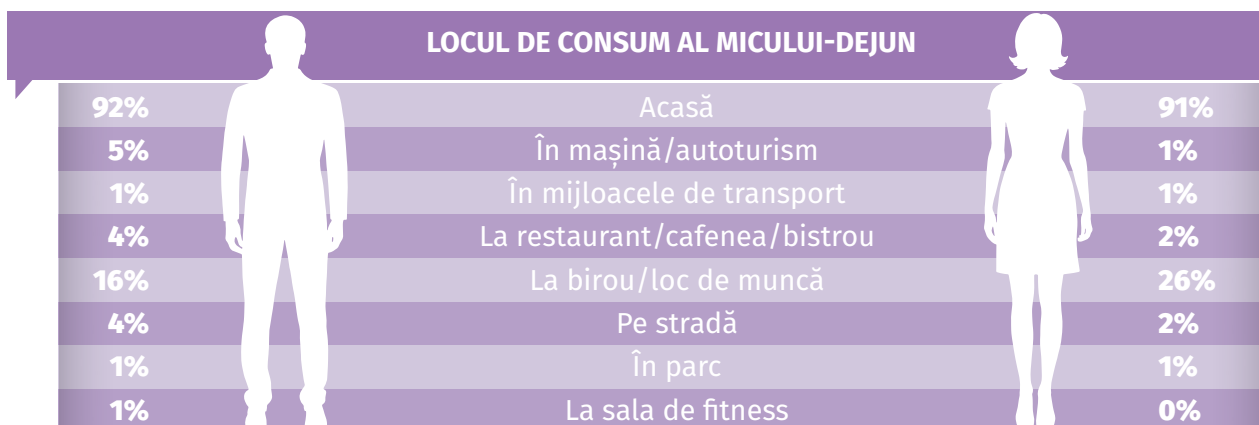 LOCUL DE CONSUM AL MICULUI-DEJUN
92% Acasă 91%
5% În mașină/autoturism 1%
1% În mijloacele de transport 1%
4% La restaurant/cafenea/bistrou 2%
16% La birou/loc de muncă 26%
4% Pe stradă 2%
1% În parc 1%
1% La sala de fitness 0%